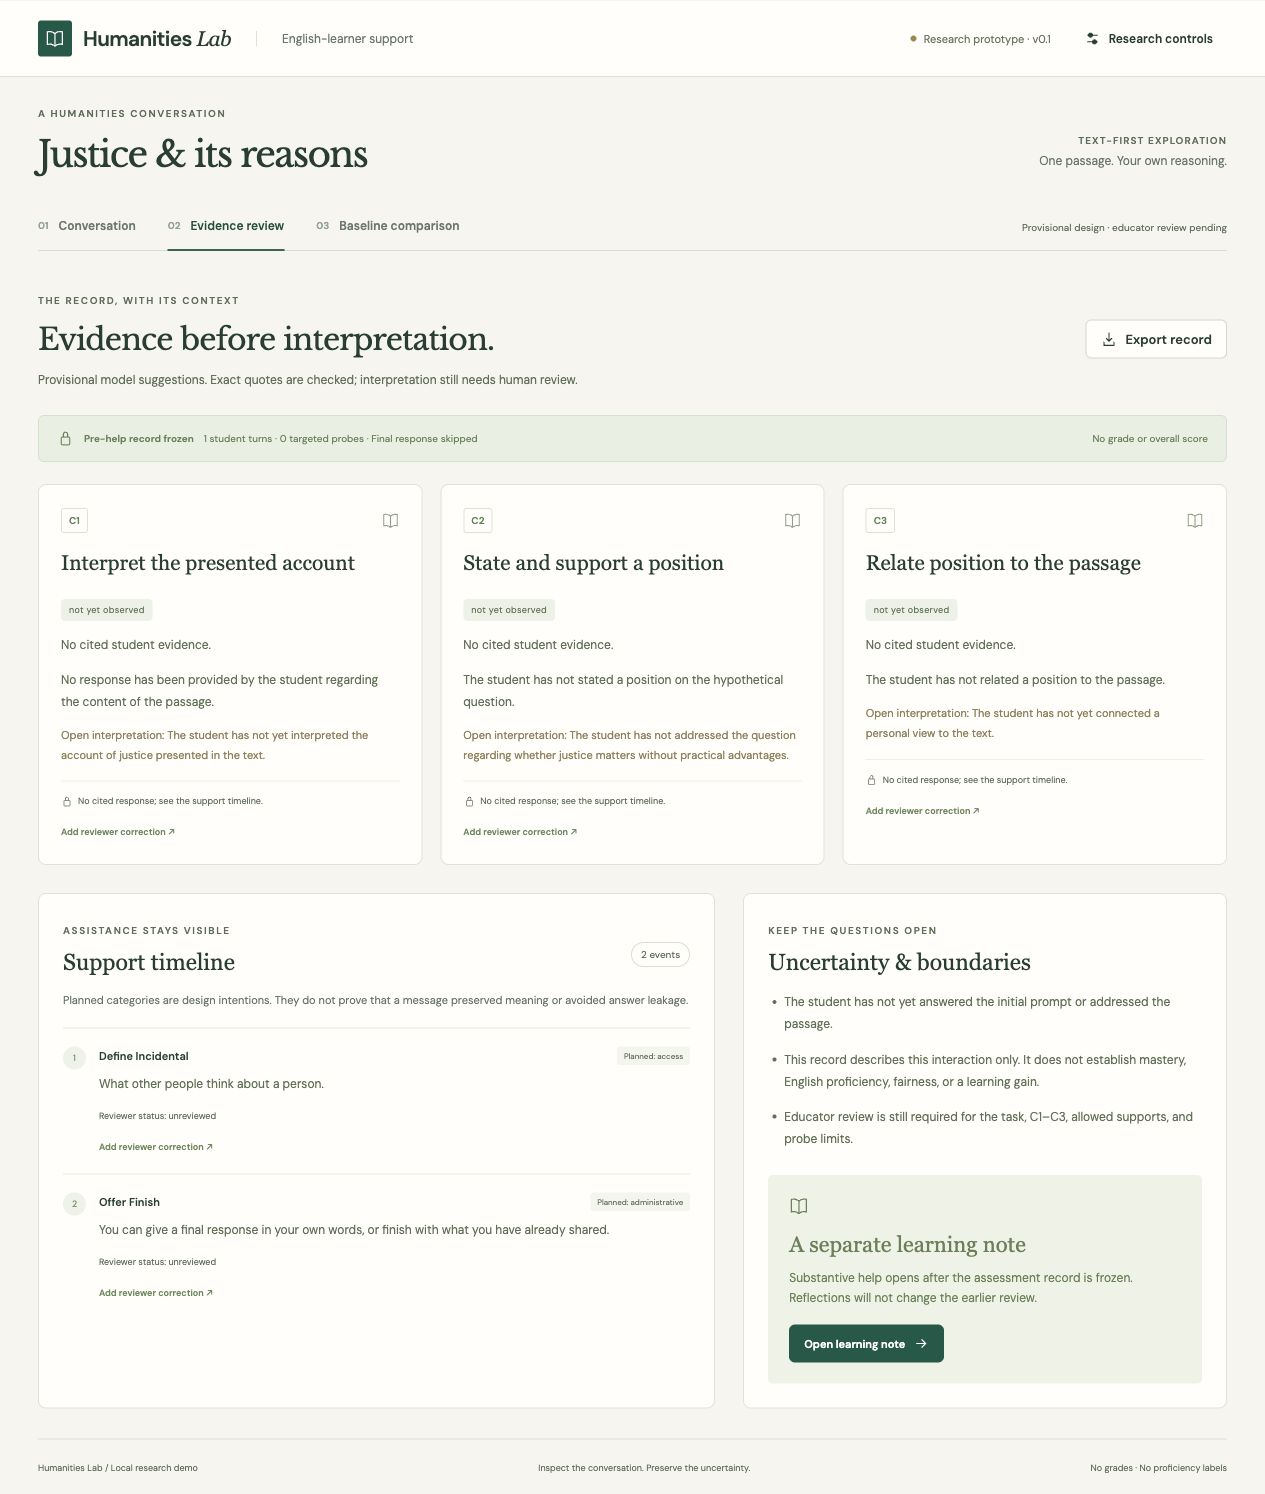 Humanities Lab
English-learner support
Research prototype · v0.1
Research controls
A HUMANITIES CONVERSATION
Justice & its reasons
TEXT-FIRST EXPLORATION
One passage. Your own reasoning.
01 Conversation
02 Evidence review
03 Baseline comparison
Provisional design · educator review pending
THE RECORD, WITH ITS CONTEXT
Evidence before interpretation.
Export record
Provisional model suggestions. Exact quotes are checked; interpretation still needs human review.
Pre-help record frozen 1 student turns · 0 targeted probes · Final response skipped
No grade or overall score
C1
Interpret the presented account
not yet observed
No cited student evidence.
No response has been provided by the student regarding
the content of the passage.
Open interpretation: The student has not yet interpreted the
account of justice presented in the text.
No cited response; see the support timeline.
Add reviewer correction ↗
C2
State and support a position
not yet observed
No cited student evidence.
The student has not stated a position on the hypothetical
question.
Open interpretation: The student has not addressed the question
regarding whether justice matters without practical advantages.
No cited response; see the support timeline.
Add reviewer correction ↗
C3
Relate position to the passage
not yet observed
No cited student evidence.
The student has not related a position to the passage.
Open interpretation: The student has not yet connected a
personal view to the text.
No cited response; see the support timeline.
Add reviewer correction ↗
ASSISTANCE STAYS VISIBLE
Support timeline
2 events
Planned categories are design intentions. They do not prove that a message preserved meaning or avoided answer leakage.
1
Define Incidental
Planned: access
What other people think about a person.
Reviewer status: unreviewed
Add reviewer correction ↗
2
Offer Finish
Planned: administrative
You can give a final response in your own words, or finish with what you have already shared.
Reviewer status: unreviewed
Add reviewer correction ↗
KEEP THE QUESTIONS OPEN
Uncertainty & boundaries
• The student has not yet answered the initial prompt or addressed the
passage.
• This record describes this interaction only. It does not establish mastery,
English proficiency, fairness, or a learning gain.
• Educator review is still required for the task, C1–C3, allowed supports, and
probe limits.
A separate learning note
Substantive help opens after the assessment record is frozen.
Reflections will not change the earlier review.
Open learning note →
Humanities Lab / Local research demo
Inspect the conversation. Preserve the uncertainty.
No grades · No proficiency labels